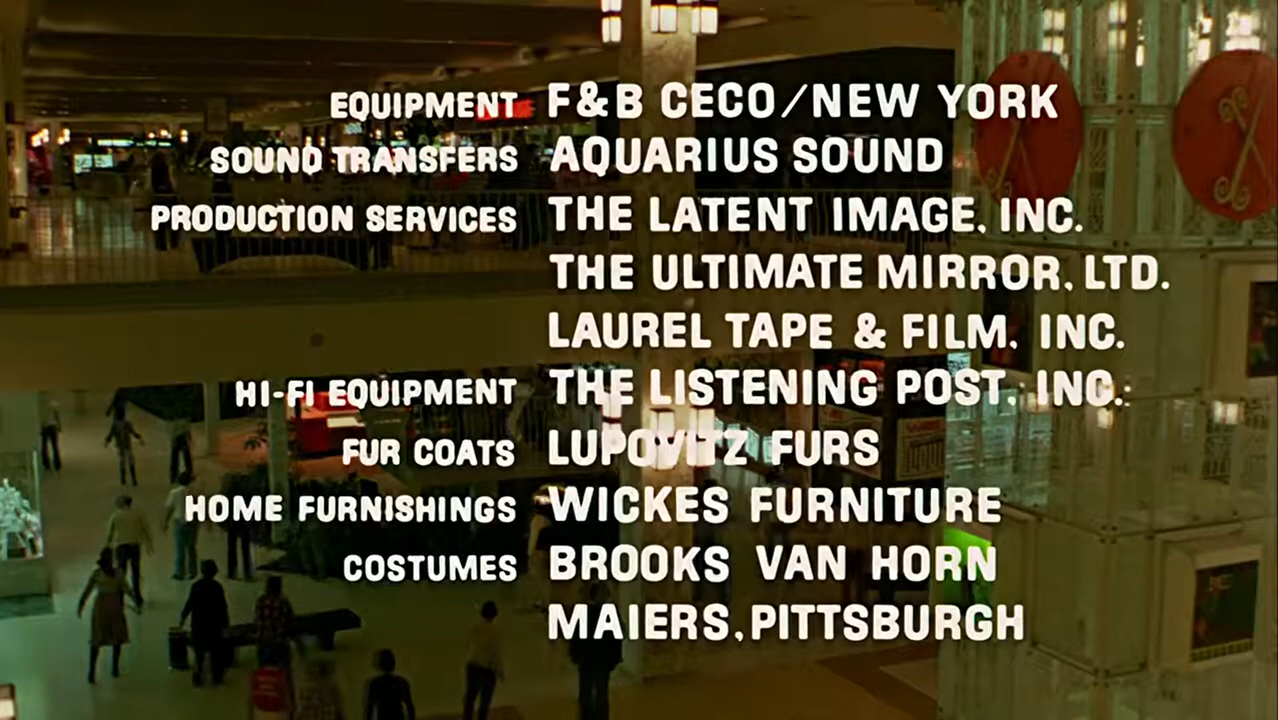 EQUIPMENT F & B CECO/NEW YORK
SOUND TRANSFERS AQUARIUS SOUND
PRODUCTION SERVICES THE LATENT IMAGE, INC.
THE ULTIMATE MIRROR, LTD.
LAUREL TAPE & FILM, INC.
HI-FI EQUIPMENT THE LISTENING POST, INC.
FUR COATS LUPOVITZ FURS
HOME FURNISHINGS WICKES FURNITURE
COSTUMES BROOKS VAN HORN
MAIERS, PITTSBURGH